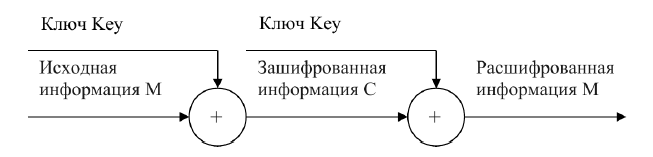 Ключ Key
Ключ Key
Исходная
информация М
Зашифрованная
информация С
Расшифрованная
информация М
+
+